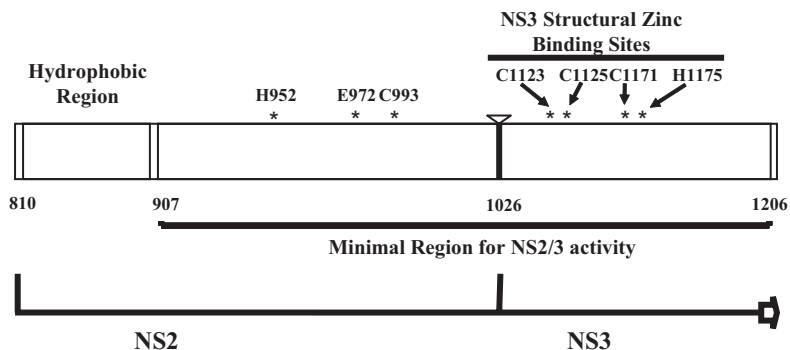 NS3 Structural Zinc
Binding Sites
Hydrophobic
Region
C1123 C1125 C1171 H1175
H952 E972 C993
* * * * * * *
810 907 1026 1206
Minimal Region for NS2/3 activity
NS2 NS3